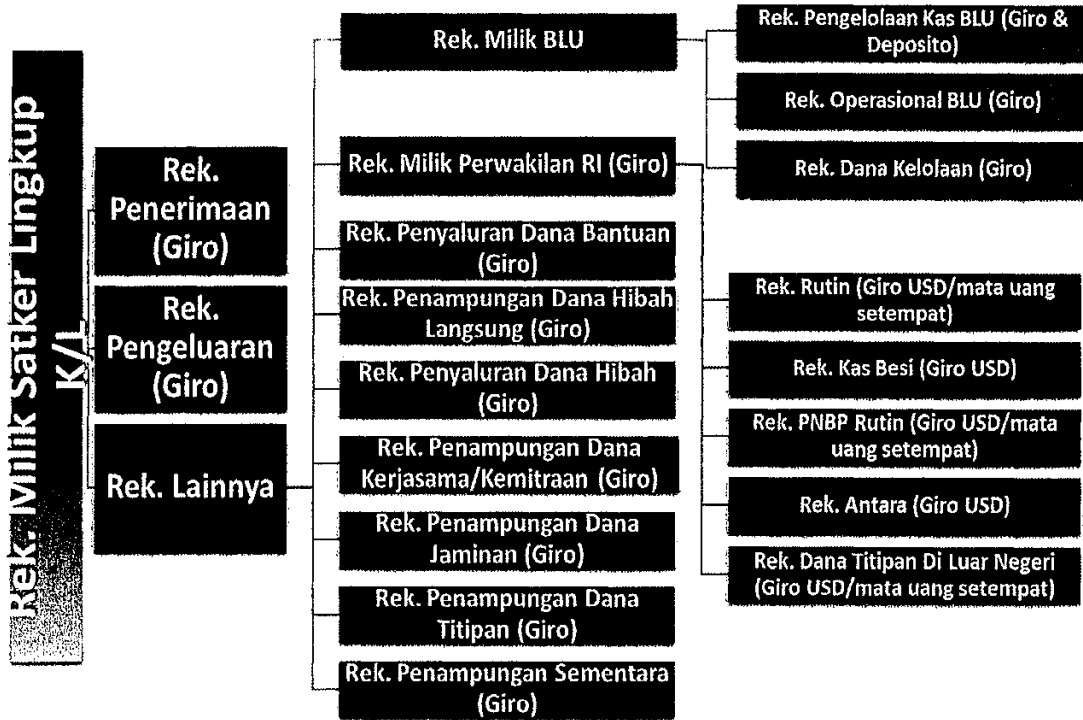 Rek. Milik Satker Lingkup
K/L
Rek.
Penerimaan
(Giro)
Rek.
Pengeluaran
(Giro)
Rek. Lainnya
Rek. Milik BLU
Rek. Milik Perwakilan RI (Giro)
Rek. Penyaluran Dana Bantuan
(Giro)
Rek. Penampungan Dana Hibah
Langsung (Giro)
Rek. Penyaluran Dana Hibah
(Giro)
Rek. Penampungan Dana
Kerjasama/Kemitraan (Giro)
Rek. Penampungan Dana
Jaminan (Giro)
Rek. Penampungan Dana
Titipan (Giro)
Rek. Penampungan Sementara
(Giro)
Rek. Pengelolaan Kas BLU (Giro &
Deposito)
Rek. Operasional BLU (Giro)
Rek. Dana Kelolaan (Giro)
Rek. Rutin (Giro USD/mata uang
setempat)
Rek. Kas Besi (Giro USD)
Rek. PNBP Rutin (Giro USD/mata
uang setempat)
Rek. Antara (Giro USD)
Rek. Dana Titipan Di Luar Negeri
(Giro USD/mata uang setempat)